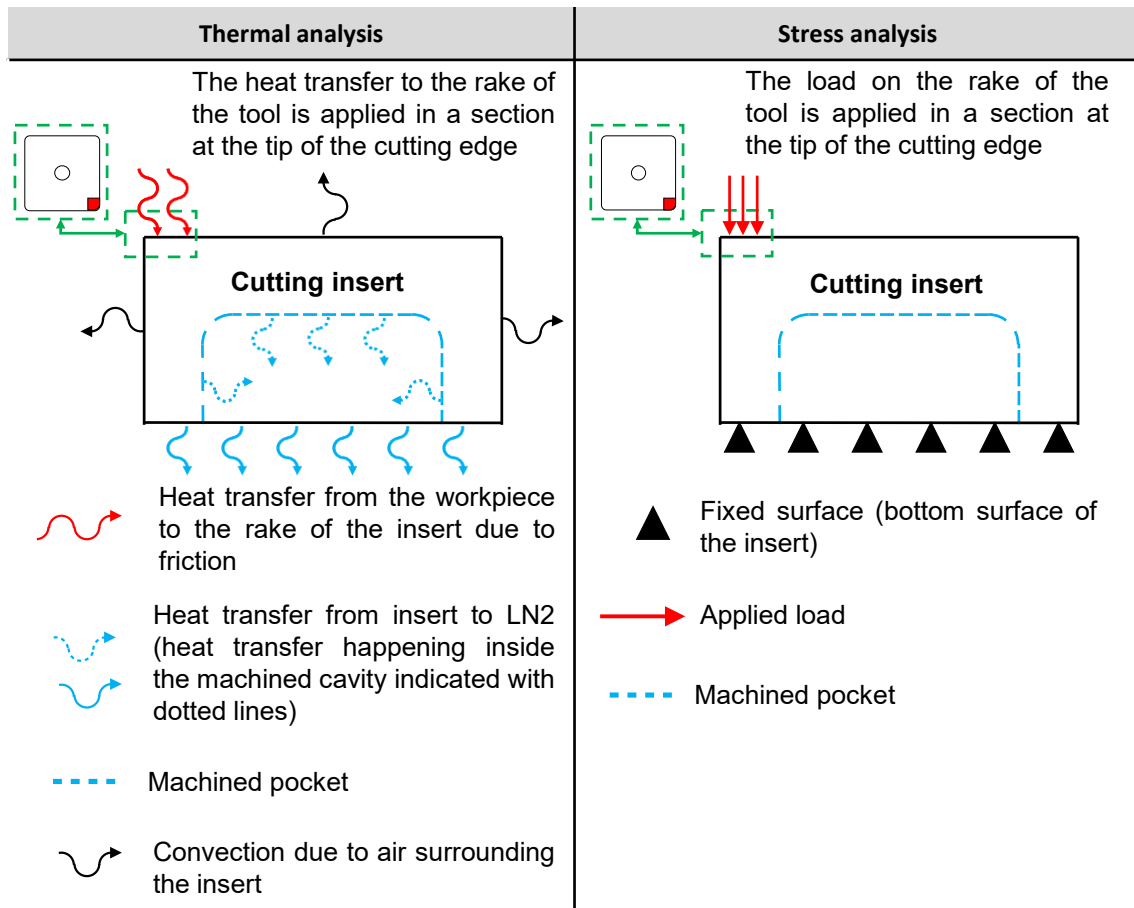 Thermal analysis
The heat transfer to the rake of
the tool is applied in a section
at the tip of the cutting edge
Cutting insert
Heat transfer from the workpiece
to the rake of the insert due to
friction
Heat transfer from insert to LN2
(heat transfer happening inside
the machined cavity indicated with
dotted lines)
Machined pocket
Convection due to air surrounding
the insert
Stress analysis
The load on the rake of the
tool is applied in a section at
the tip of the cutting edge
Cutting insert
Fixed surface (bottom surface of
the insert)
Applied load
Machined pocket